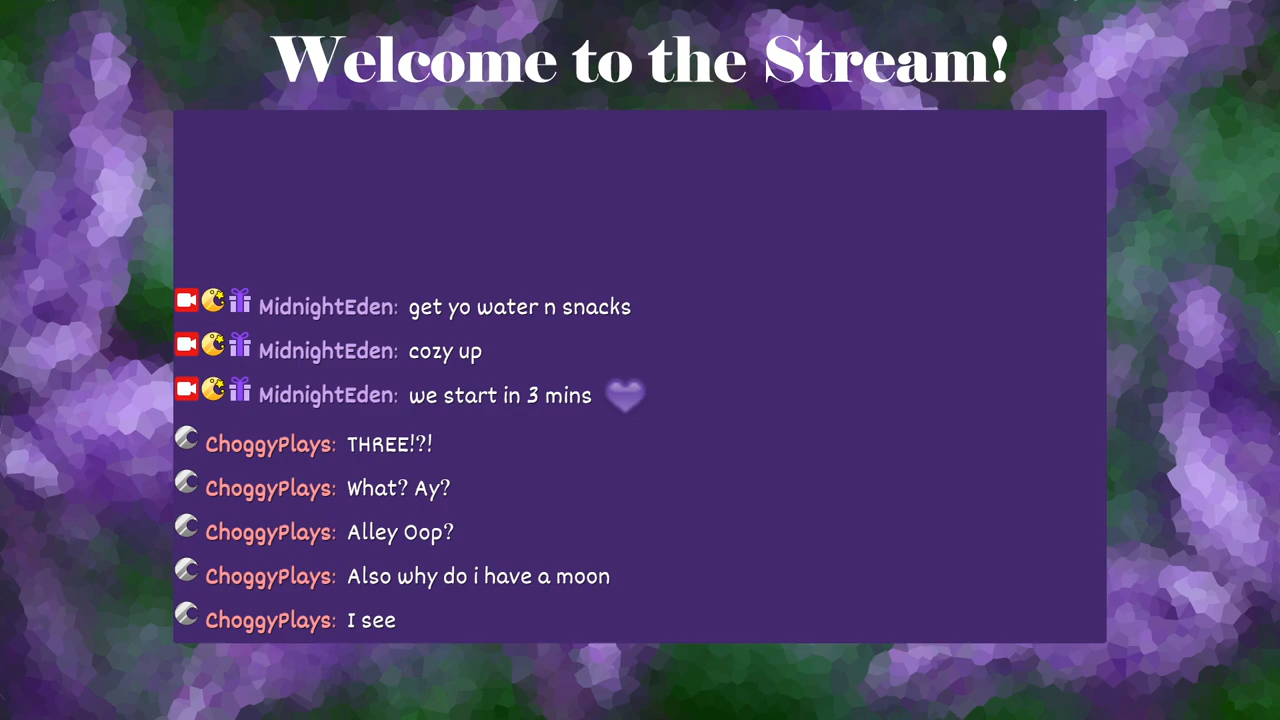 Welcome to the Stream!
MidnightEden: get yo water n snacks
MidnightEden: cozy up
MidnightEden: we start in 3 mins
ChoggyPlays: THREE!?!
ChoggyPlays: What? Ay?
ChoggyPlays: Alley Oop?
ChoggyPlays: Also why do i have a moon
ChoggyPlays: I see